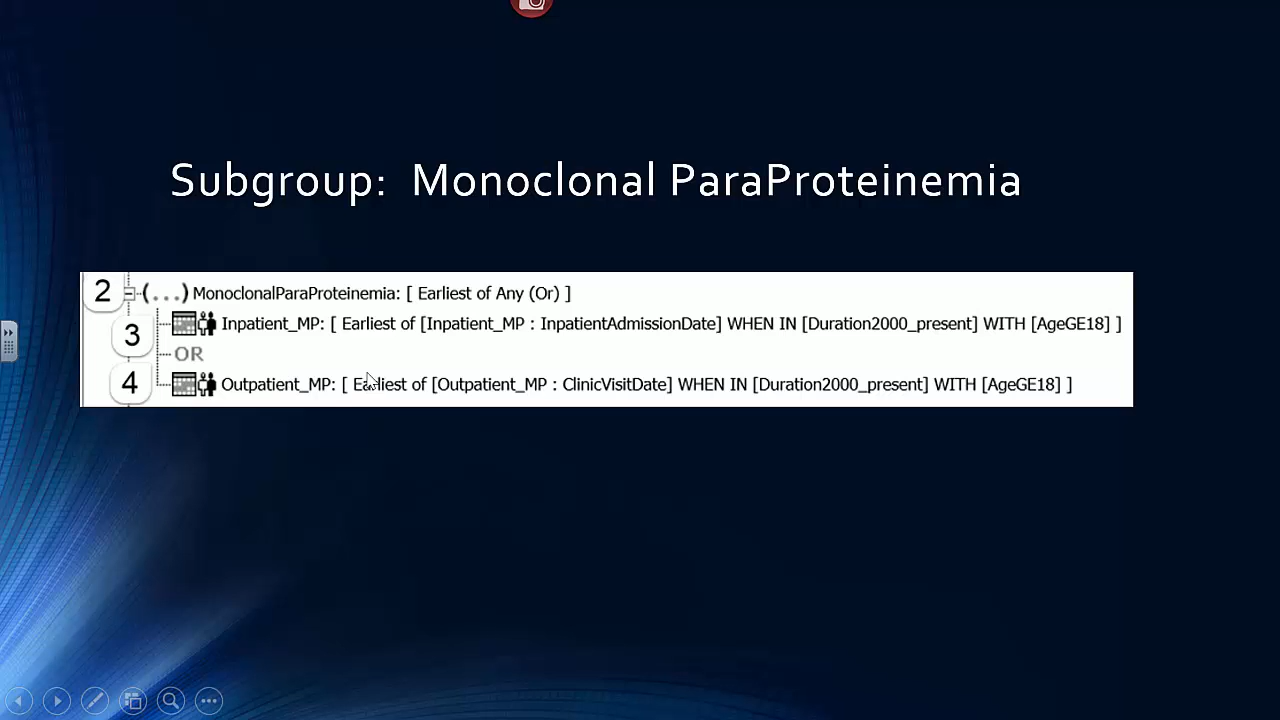 Subgroup: Monoclonal ParaProteinemia
2 (...) MonoclonalParaProteinemia: [ Earliest of Any (Or) ]
3 Inpatient_MP: [ Earliest of [Inpatient_MP : InpatientAdmissionDate] WHEN IN [Duration2000_present] WITH [AgeGE18] ]
OR
4 Outpatient_MP: [ Earliest of [Outpatient_MP : ClinicVisitDate] WHEN IN [Duration2000_present] WITH [AgeGE18] ]